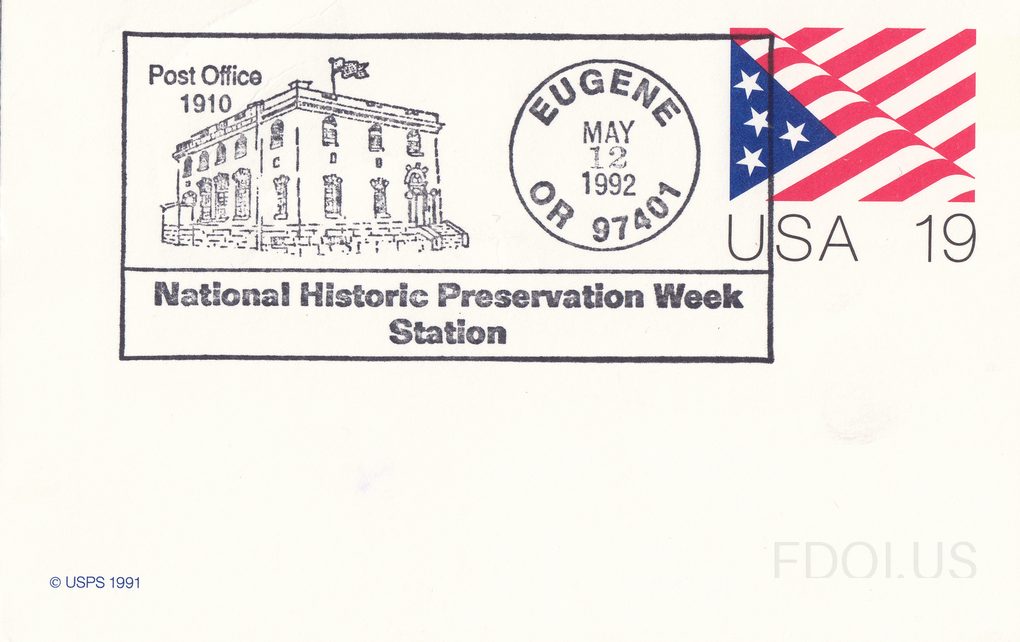 Post Office
1910
EUGENE
MAY
12
1992
OR 97401
USA 19
National Historic Preservation Week
Station
© USPS 1991
FDOI.US